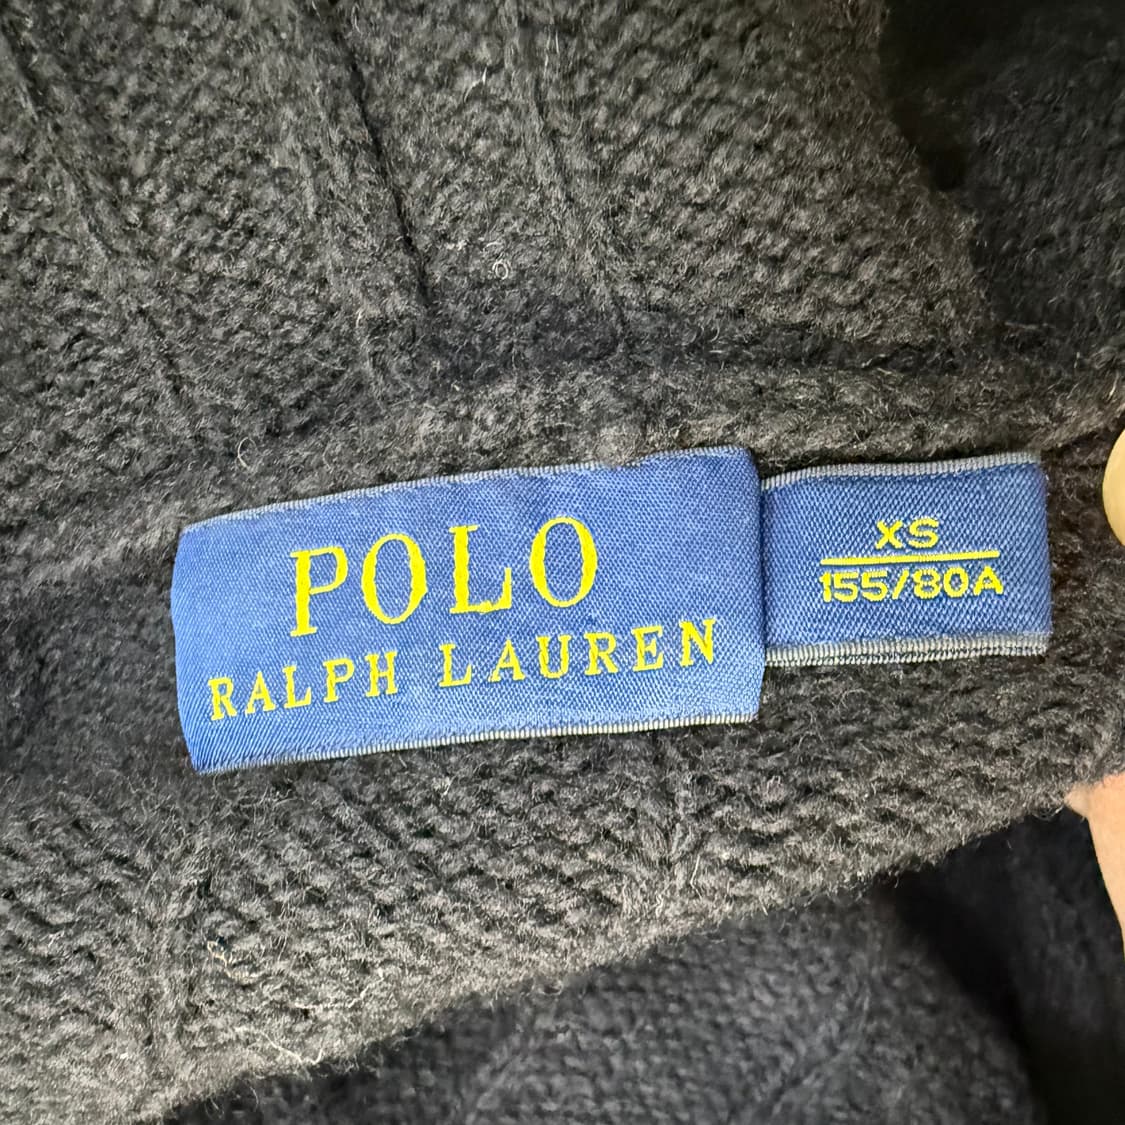 POLO
RALPH LAUREN
XS
155/80A